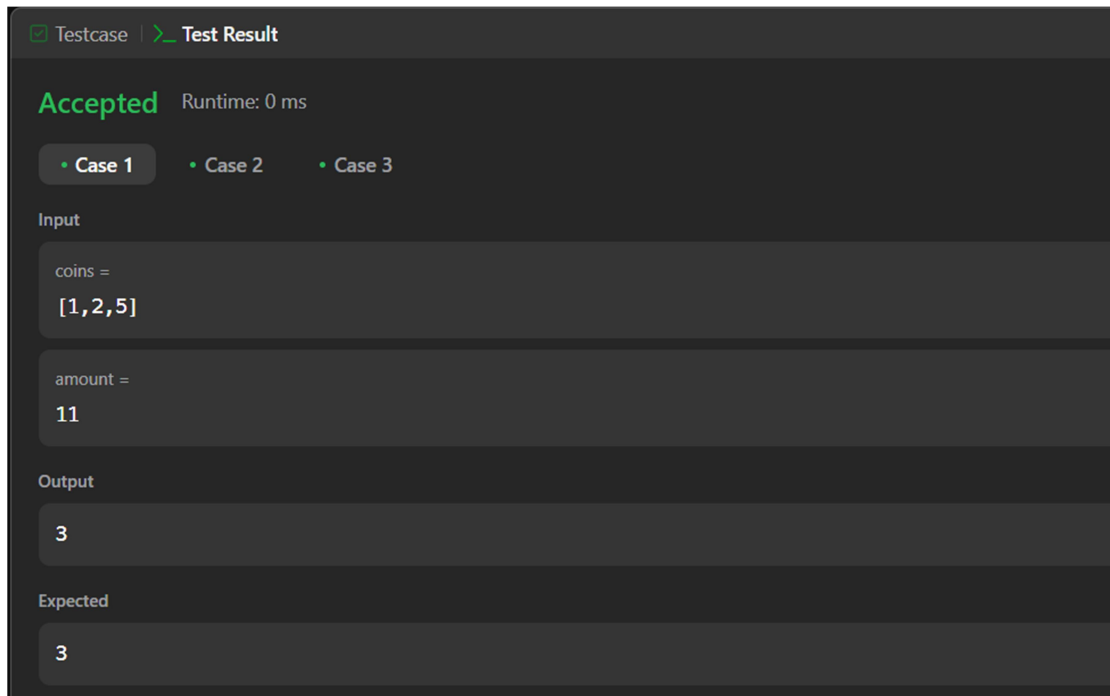 Testcase | >_ Test Result
Accepted Runtime: 0 ms
• Case 1 • Case 2 • Case 3
Input
coins =
[1,2,5]
amount =
11
Output
3
Expected
3